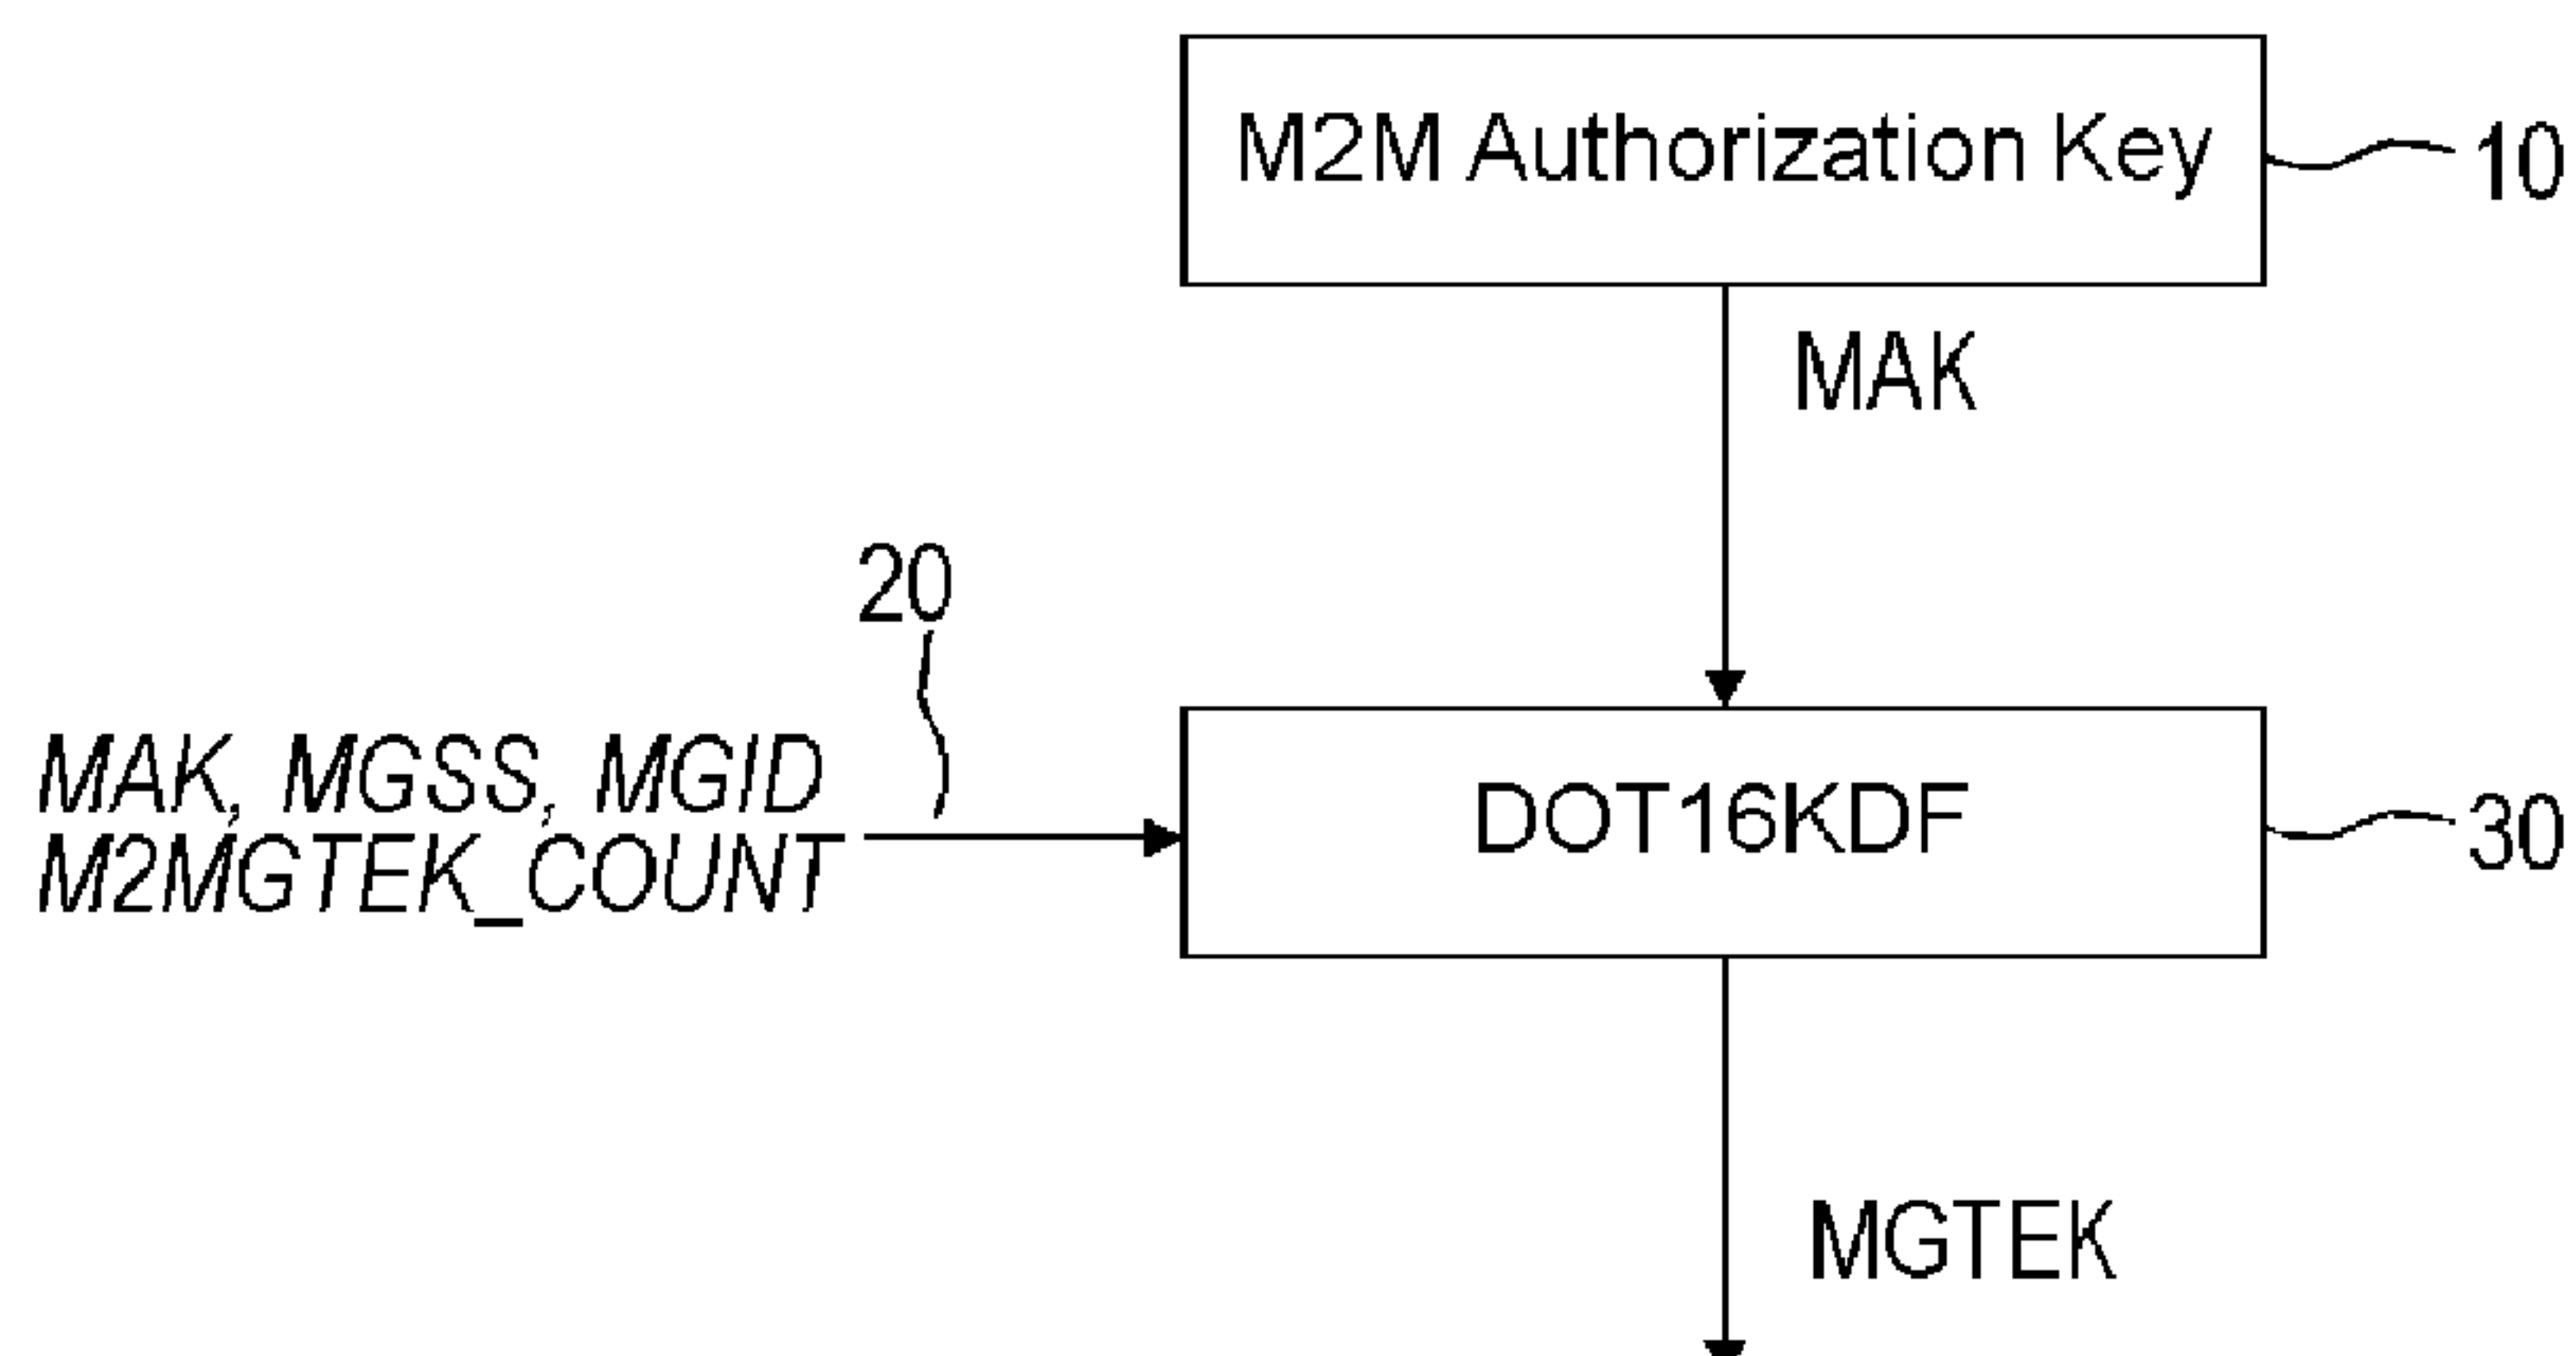 M2M Authorization Key
10
MAK
20
MAK, MGSS, MGID
M2MGTEK_COUNT
DOT16KDF
30
MGTEK